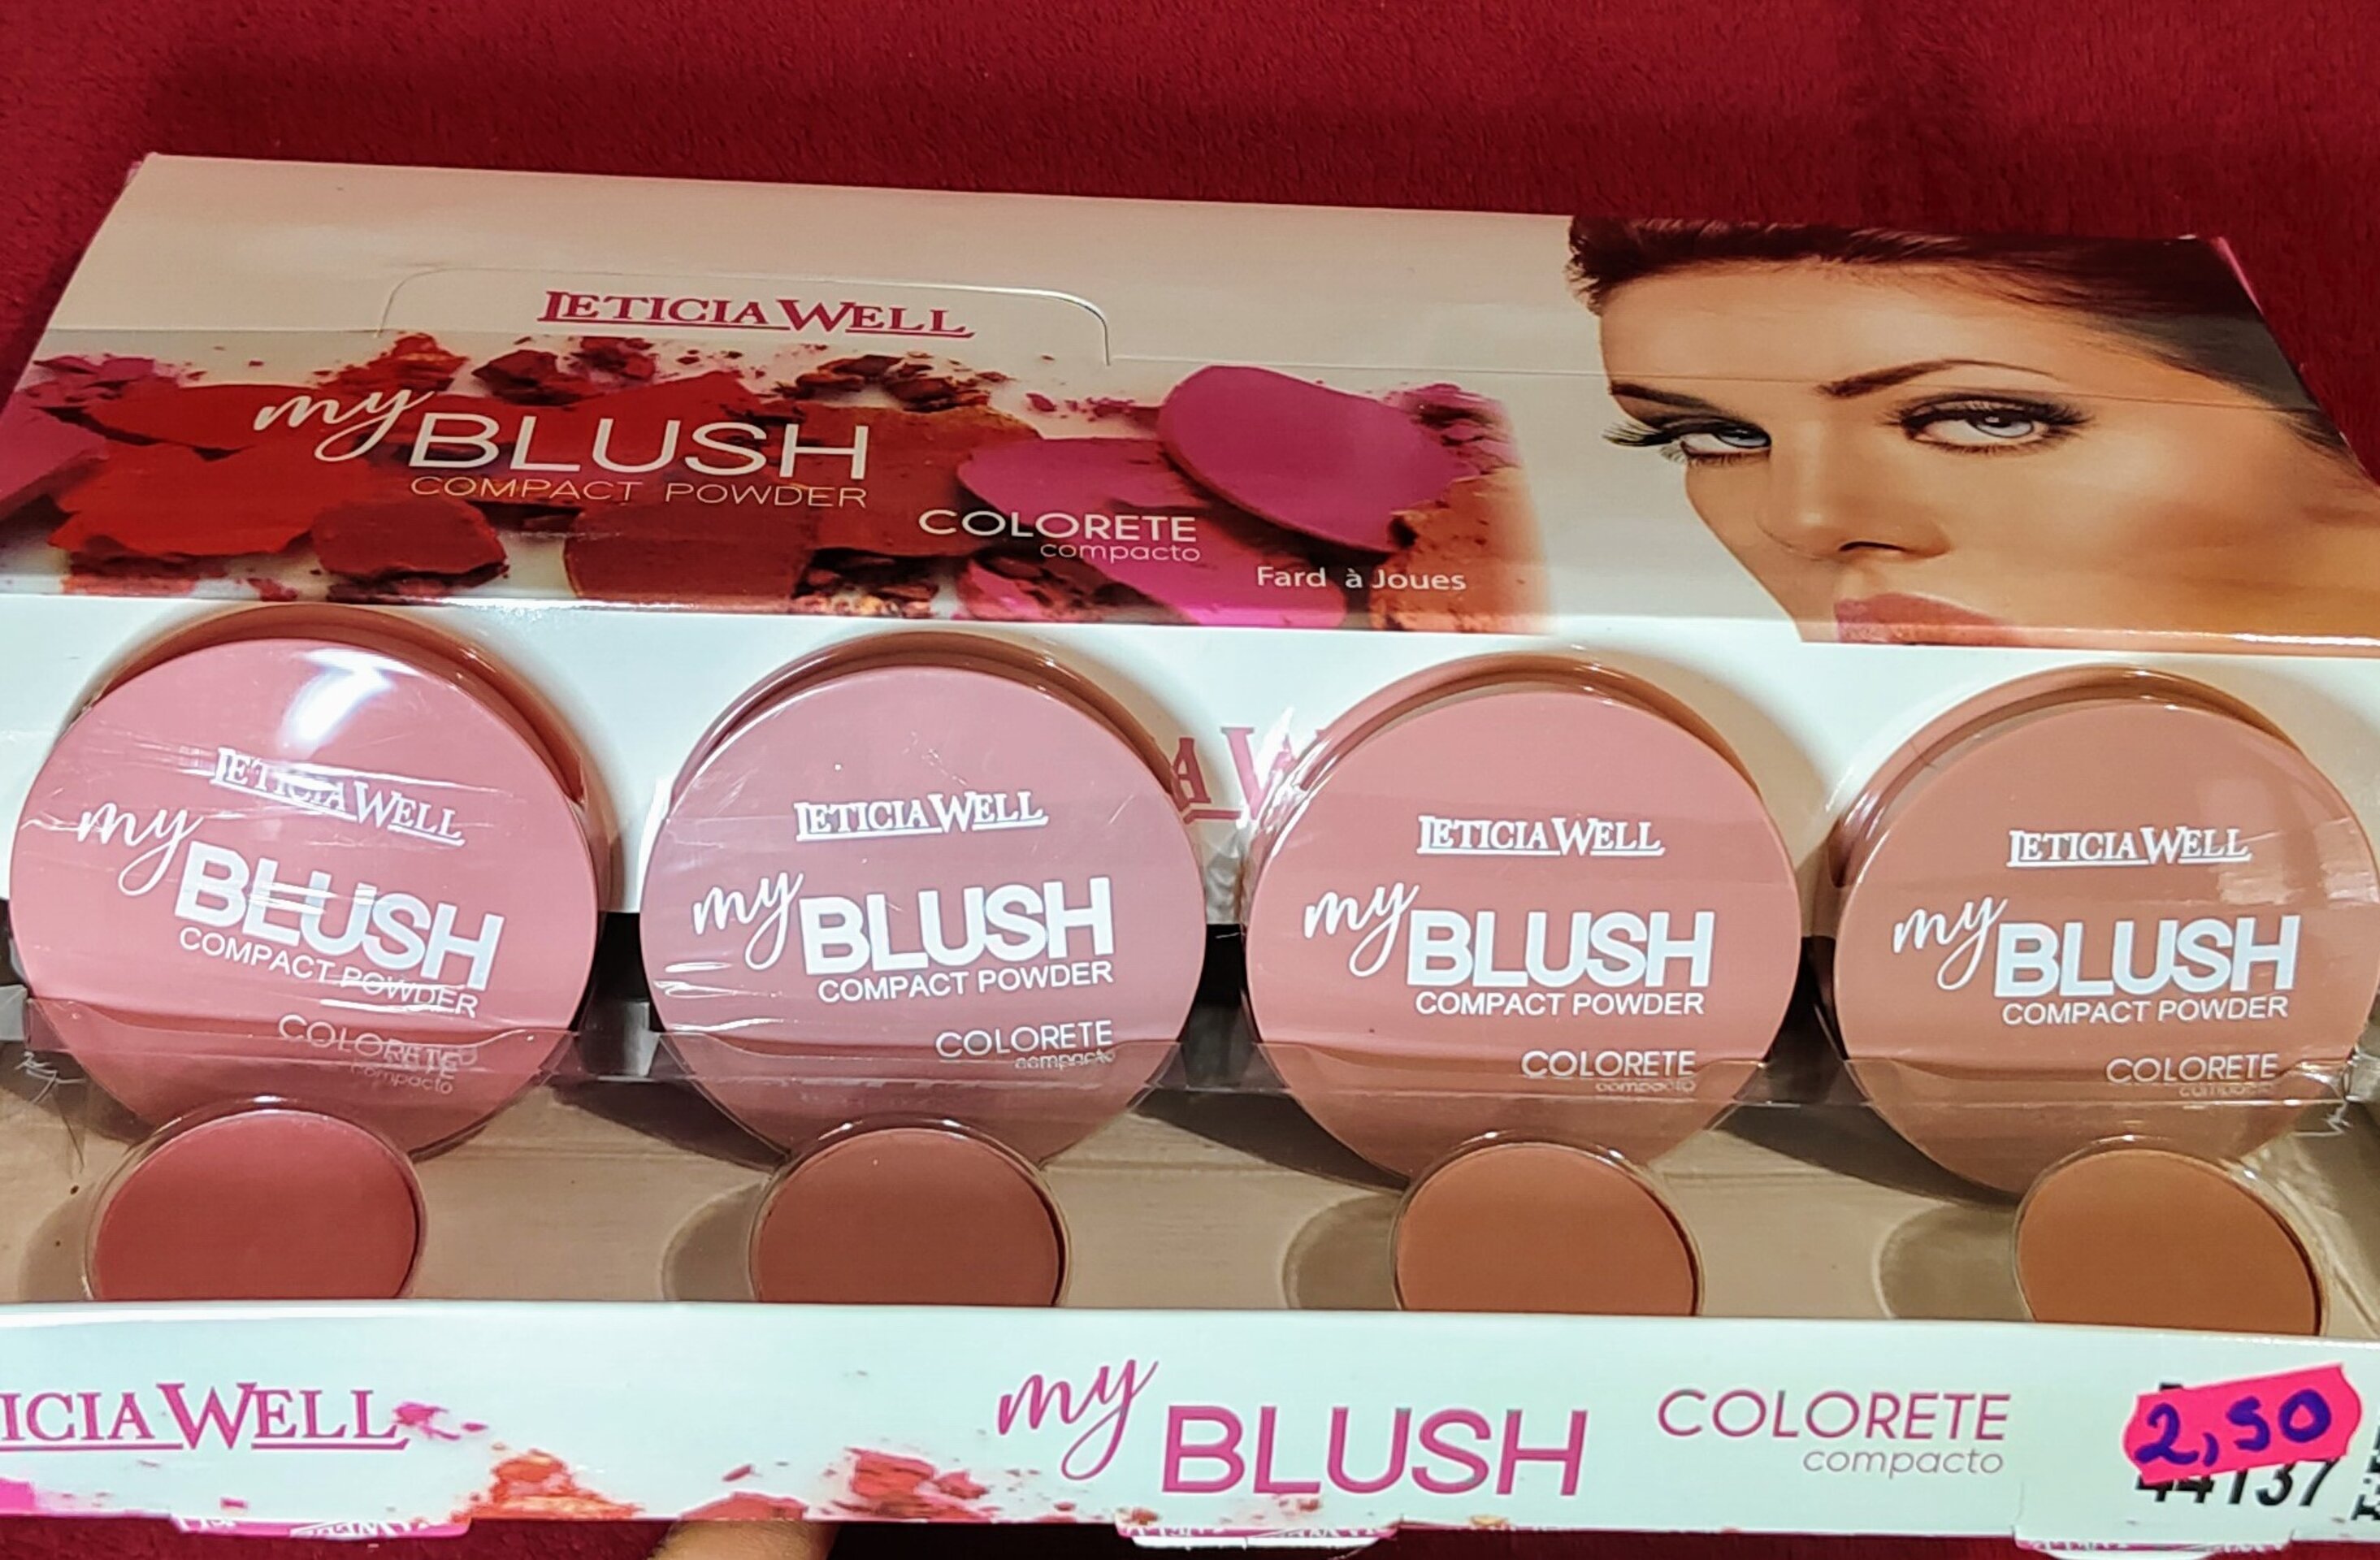 LETICIA WELL
my BLUSH
COMPACT POWDER
COLORETE
compacto
Fard à Joues
LETICIA WELL
my BLUSH
COMPACT POWDER
COLORETE
compacto
LETICIA WELL
my BLUSH
COMPACT POWDER
COLORETE
compacto
LETICIA WELL
my BLUSH
COMPACT POWDER
COLORETE
compacto
LETICIA WELL
my BLUSH
COMPACT POWDER
COLORETE
compacto
ICIA WELL
my BLUSH
COLORETE
compacto
2,50
44137